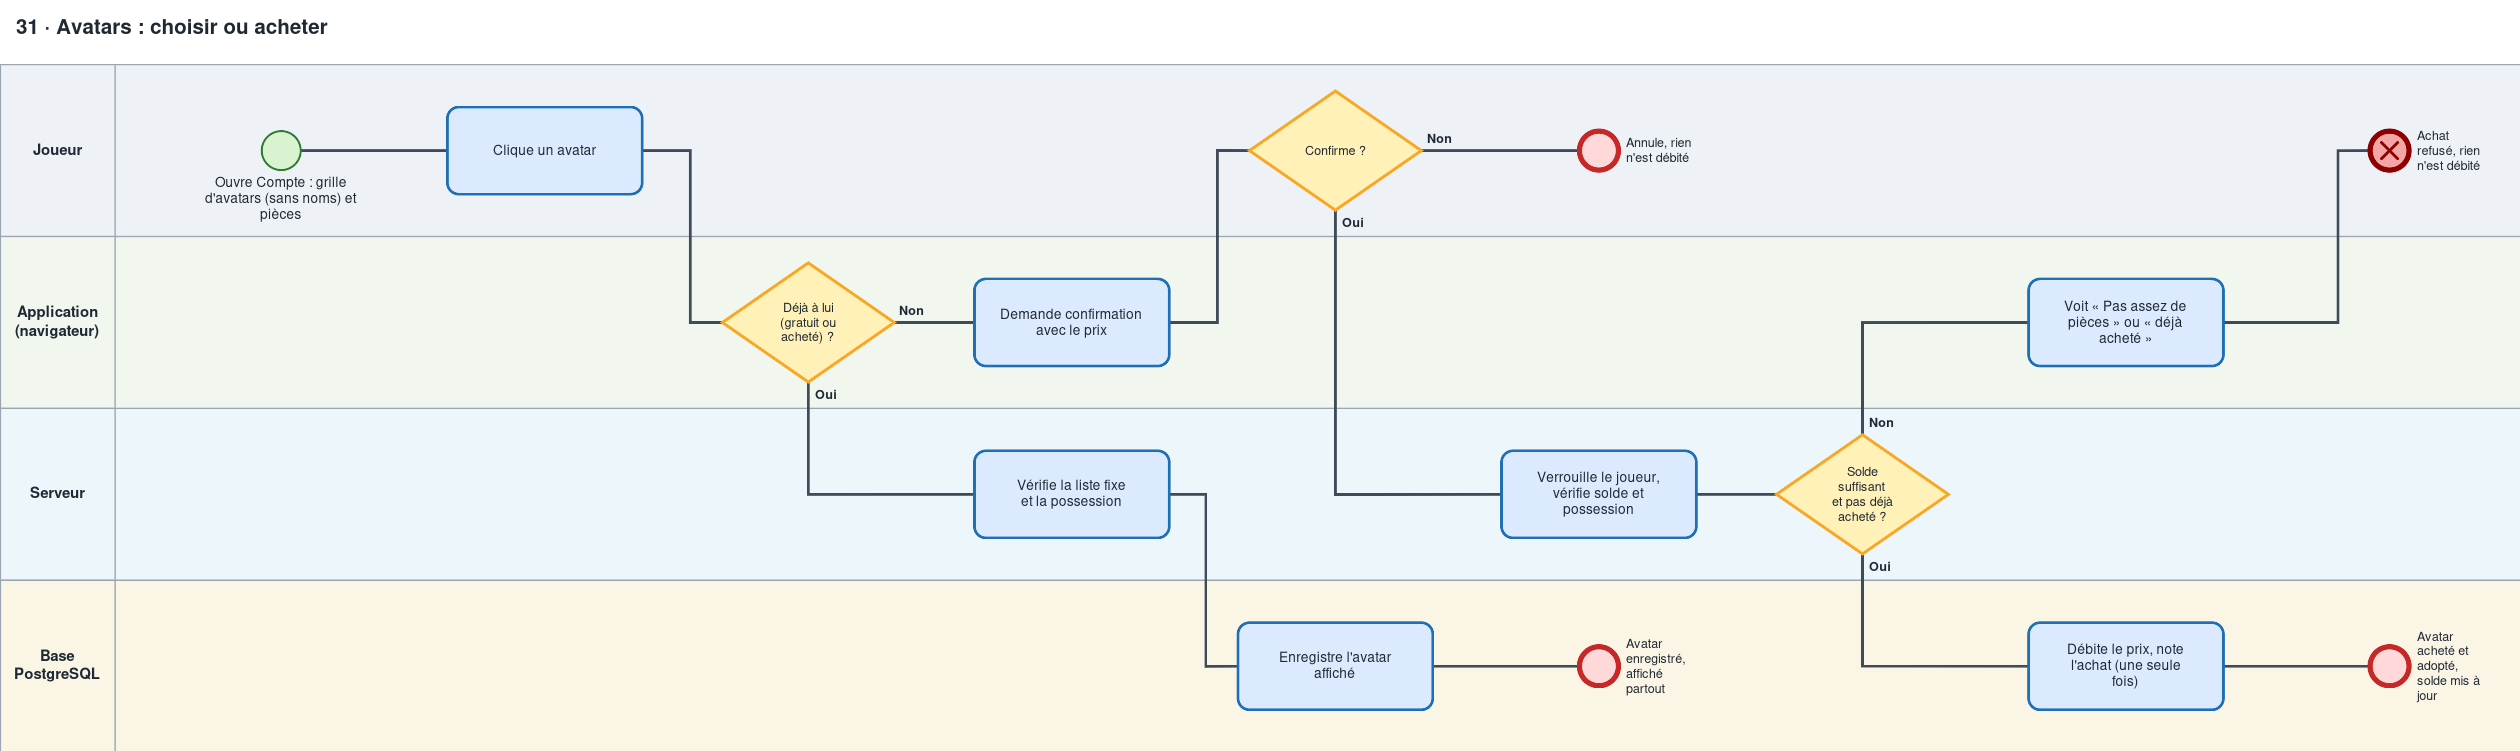 31 · Avatars : choisir ou acheter
Joueur
Ouvre Compte : grille
d'avatars (sans noms) et
pièces
Clique un avatar
Confirme ?
Non
Oui
Annule, rien
n'est débité
Achat
refusé, rien
n'est débité
Application
(navigateur)
Déjà à lui
(gratuit ou
acheté) ?
Non
Oui
Demande confirmation
avec le prix
Voit « Pas assez de
pièces » ou « déjà
acheté »
Serveur
Vérifie la liste fixe
et la possession
Verrouille le joueur,
vérifie solde et
possession
Non
Solde
suffisant
et pas déjà
acheté ?
Oui
Base
PostgreSQL
Enregistre l'avatar
affiché
Avatar
enregistré,
affiché
partout
Débite le prix, note
l'achat (une seule
fois)
Avatar
acheté et
adopté,
solde mis à
jour